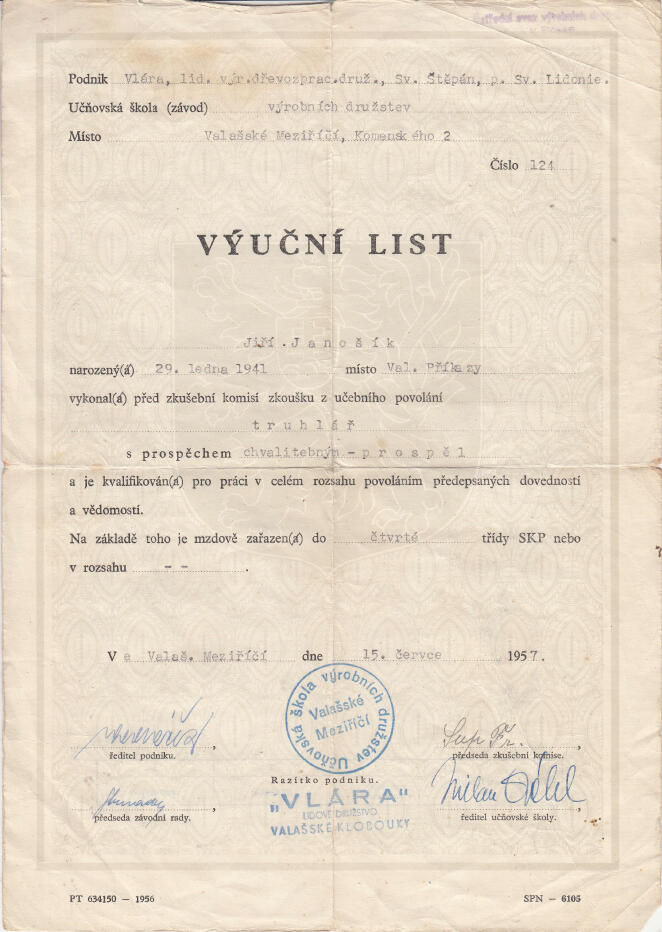 Podnik Vlára, lid. výr.dřevozprac.druž., Sv. Štěpán, p. Sv. Lidonie.
Učňovská škola (závod) výrobních družstev
Místo Valašské Meziříčí, Komenského 2
Číslo 124
VÝUČNÍ LIST
Jiří Janošík
narozený(á) 29. ledna 1941 místo Val. Příkazy
vykonal(á) před zkušební komisí zkoušku z učebního povolání
truhlář
s prospěchem chvalitebným - prospěl
a je kvalifikován(á) pro práci v celém rozsahu povoláním předepsaných dovedností
a vědomostí.
Na základě toho je mzdově zařazen(á) do čtvrté třídy SKP nebo
v rozsahu -- .
Ve Valaš. Meziříčí dne 15. červce 1957.
Učňovská škola výrobních družstev
Valašské
Meziříčí
ředitel podniku.
předseda zkušební komise.
Razítko podniku.
"VLÁRA"
LIDOVÉ DRUŽSTVO
VALAŠSKÉ KLOBOUKY
Milan
předseda závodní rady.
ředitel učňovské školy.
PT 634150 — 1956
SPN — 6105